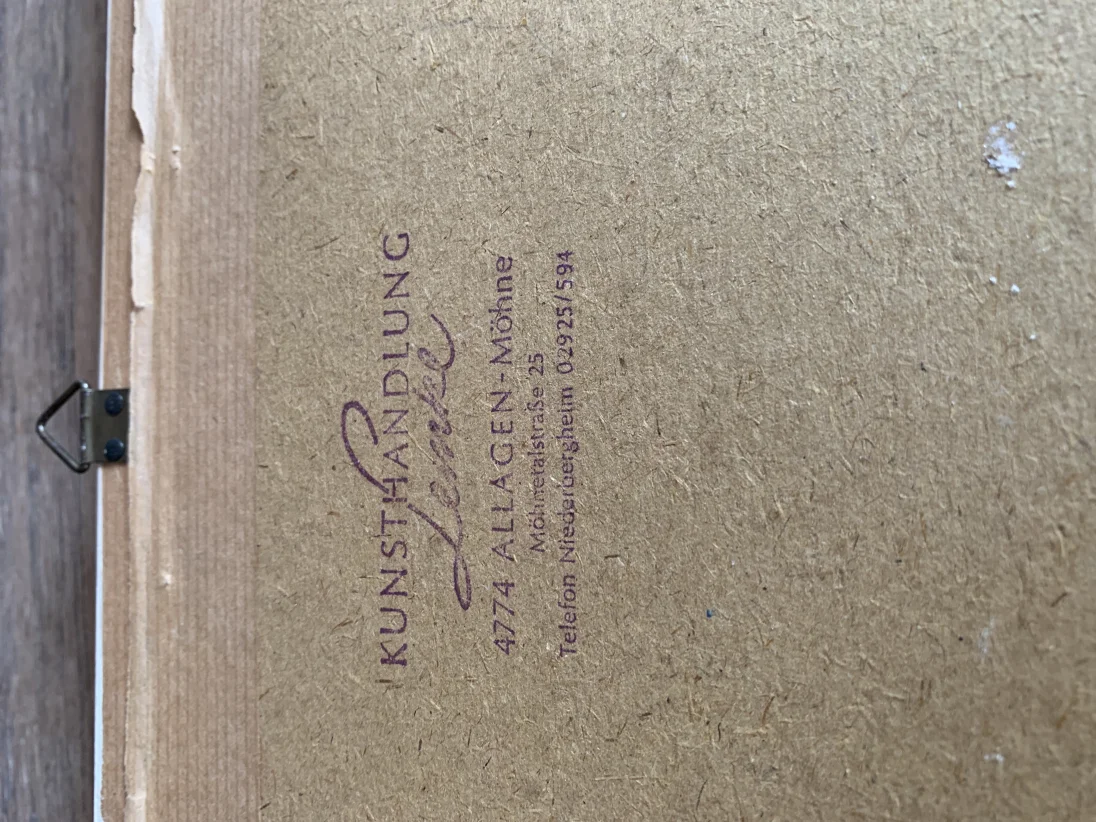 KUNSTHANDLUNG
Lemke
4774 ALLAGEN-Möhne
Möhnetalstraße 25
Telefon Niederbergheim 02925/594